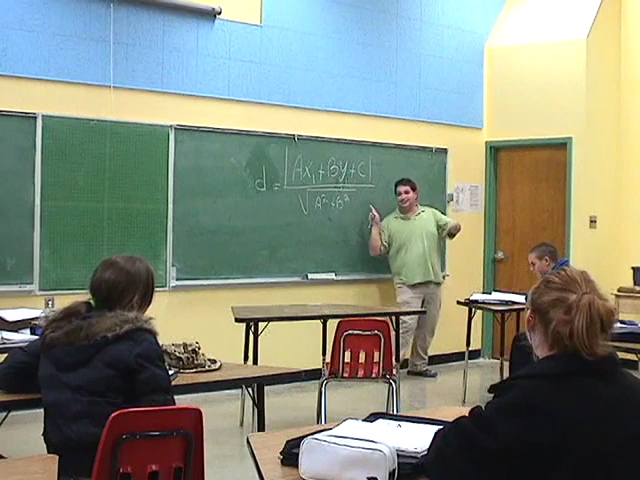 d = |Ax₁+By₁+C|
√A²+B²